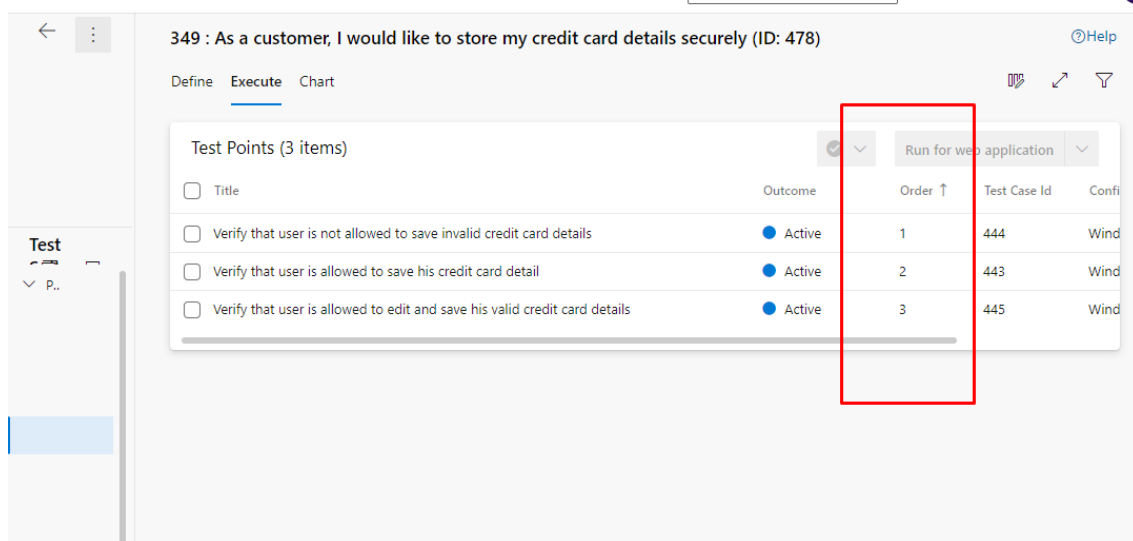 349 : As a customer, I would like to store my credit card details securely (ID: 478)
Help
Define Execute Chart
Test Points (3 items)
Run for web application
Title Outcome Order ↑ Test Case Id Confi
Verify that user is not allowed to save invalid credit card details Active 1 444 Wind
Verify that user is allowed to save his credit card detail Active 2 443 Wind
Verify that user is allowed to edit and save his valid credit card details Active 3 445 Wind
Test
P..